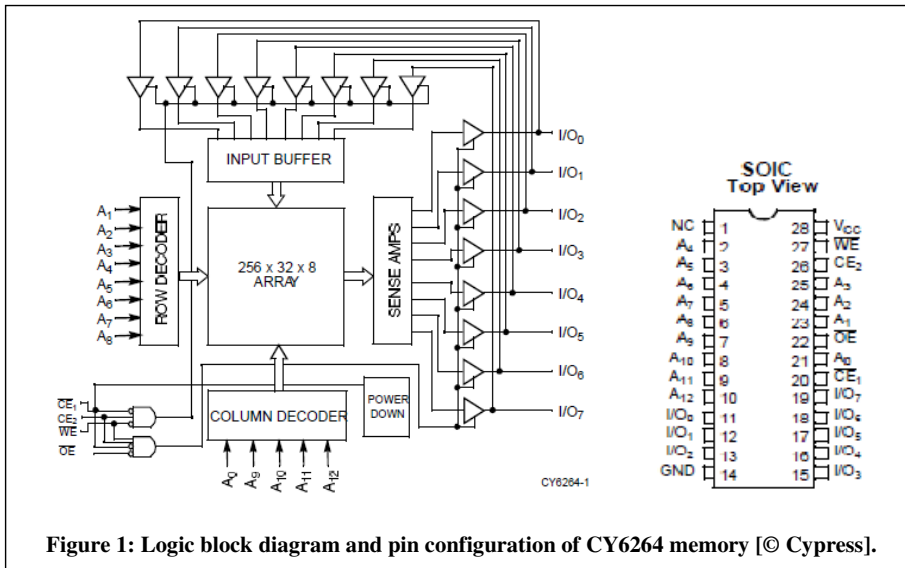 INPUT BUFFER
I/O0
I/O1
I/O2
I/O3
I/O4
I/O5
I/O6
I/O7
A1
A2
A3
A4
A5
A6
A7
A8
ROW DECODER
256 x 32 x 8
ARRAY
SENSE AMPS
CE1
CE2
WE
OE
COLUMN DECODER
POWER
DOWN
A0
A9
A10
A11
A12
CY6264-1
SOIC
Top View
NC 1 28 VCC
A4 2 27 WE
A5 3 26 CE2
A6 4 25 A3
A7 5 24 A2
A8 6 23 A1
A9 7 22 OE
A10 8 21 A0
A11 9 20 CE1
A12 10 19 I/O7
I/O0 11 18 I/O6
I/O1 12 17 I/O5
I/O2 13 16 I/O4
GND 14 15 I/O3
Figure 1: Logic block diagram and pin configuration of CY6264 memory [© Cypress].